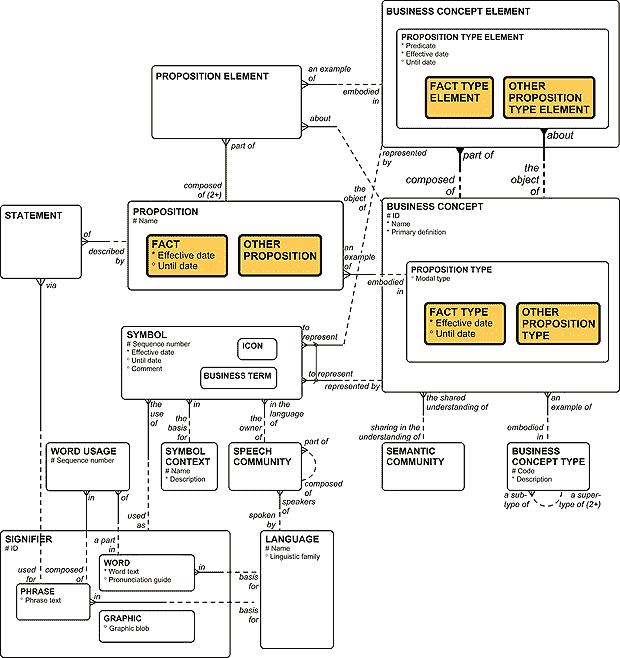 BUSINESS CONCEPT ELEMENT
PROPOSITION TYPE ELEMENT
* Predicate
* Effective date
° Until date
FACT TYPE
ELEMENT
OTHER
PROPOSITION
TYPE ELEMENT
PROPOSITION ELEMENT
an example
of
embodied
in
about
about
part of
composed
of (2+)
represented
by
part of
composed
of
the
object
of
the
object
of
STATEMENT
of
described
by
via
PROPOSITION
# Name
FACT
* Effective date
° Until date
OTHER
PROPOSITION
an
example
of
embodied
in
BUSINESS CONCEPT
# ID
* Name
* Primary definition
PROPOSITION TYPE
° Modal type
FACT TYPE
* Effective date
° Until date
OTHER
PROPOSITION
TYPE
SYMBOL
# Sequence number
* Effective date
° Until date
° Comment
ICON
BUSINESS TERM
to
represent
to represent
represented by
the
use
of
in
the
basis
for
in the
language of
the
owner
of
the shared
understanding of
sharing in the
understanding of
an
example of
embodied
in
WORD USAGE
# Sequence number
in
of
SYMBOL
CONTEXT
# Name
* Description
SPEECH
COMMUNITY
part of
composed
of
speakers
of
spoken
by
SEMANTIC
COMMUNITY
BUSINESS
CONCEPT TYPE
# Code
* Description
a sub-
type of
a super-
type of (2+)
SIGNIFIER
# ID
used
as
a part
in
used
for
composed
of
WORD
* Word text
° Pronunciation guide
in
basis
for
PHRASE
° Phrase text
in
basis
for
GRAPHIC
° Graphic blob
LANGUAGE
# Name
° Linguistic family